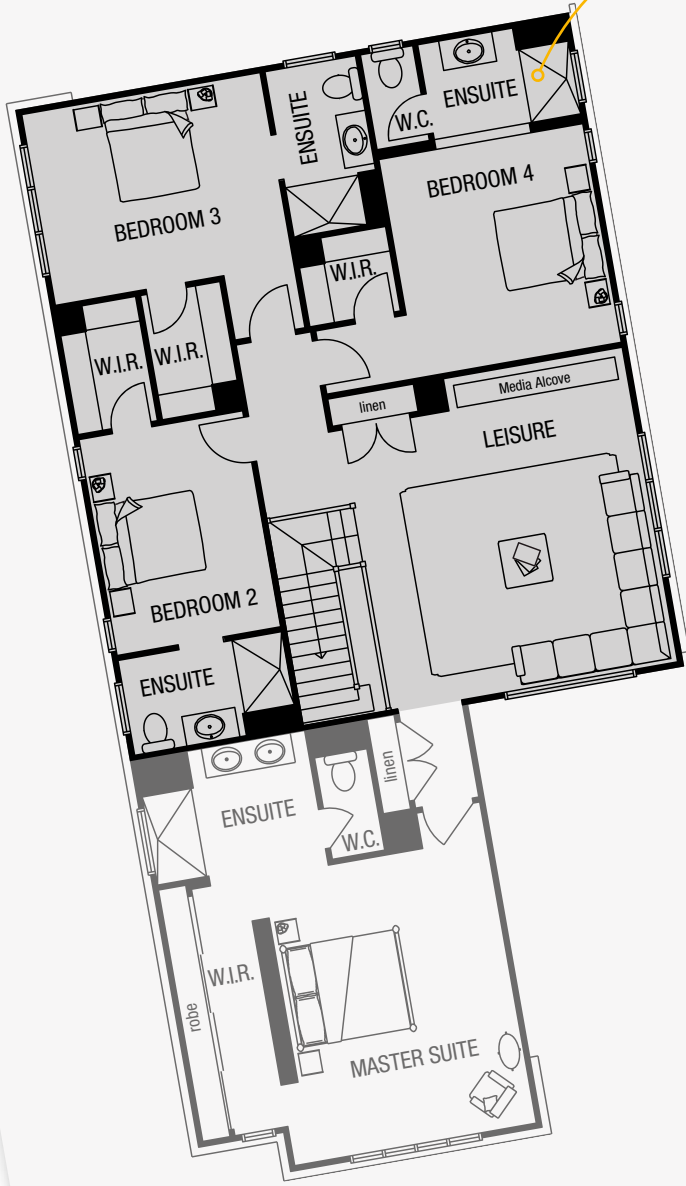 ENSUITE
W.C.
ENSUITE
BEDROOM 4
BEDROOM 3
W.I.R.
W.I.R.
W.I.R.
Media Alcove
linen
LEISURE
BEDROOM 2
ENSUITE
ENSUITE
linen
W.C.
W.I.R.
robe
MASTER SUITE